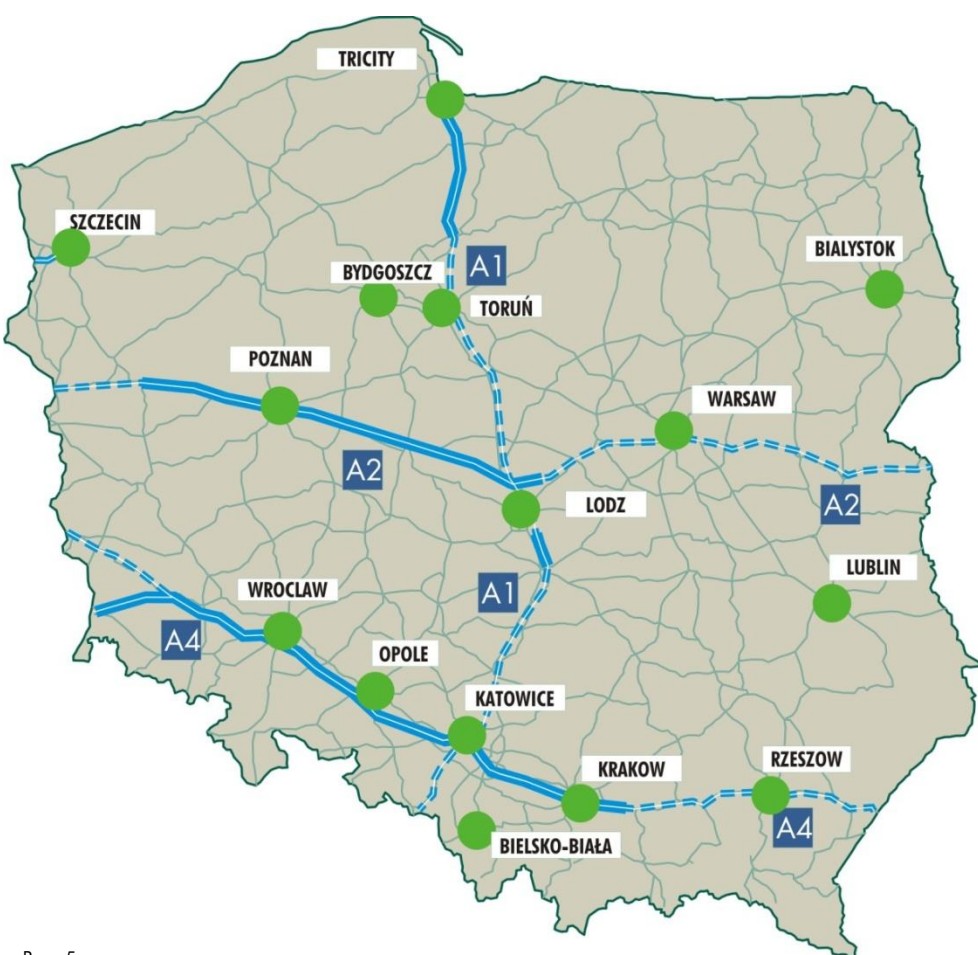 TRICITY
SZCZECIN
BIALYSTOK
A1
BYDGOSZCZ
TORUŃ
POZNAN
WARSAW
A2
A2
LODZ
LUBLIN
WROCLAW
A1
A4
OPOLE
KATOWICE
RZESZOW
KRAKOW
A4
BIELSKO-BIAŁA